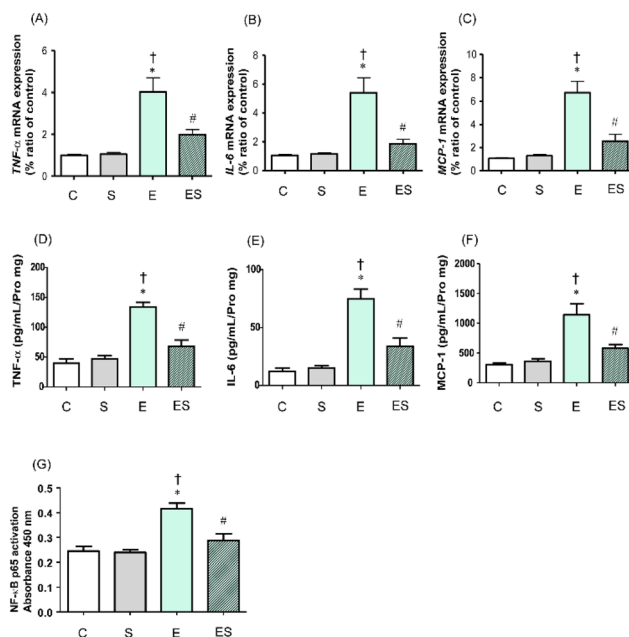 (A)
TNF-α mRNA expression
(% ratio of control)
6
4
2
0
†
*
#
C S E ES
(B)
IL-6 mRNA expression
(% ratio of control)
8
6
4
2
0
†
*
#
C S E ES
(C)
MCP-1 mRNA expression
(% ratio of control)
10
8
6
4
2
0
†
*
#
C S E ES
(D)
TNF-α (pg/mL/Pro mg)
200
150
100
50
0
†
*
#
C S E ES
(E)
IL-6 (pg/mL/Pro mg)
100
50
0
†
*
#
C S E ES
(F)
MCP-1 (pg/mL/Pro mg)
2000
1500
1000
500
0
†
*
#
C S E ES
(G)
NF-κB p65 activation
Absorbance 450 nm
0.5
0.4
0.3
0.2
0.1
0.0
†
*
#
C S E ES